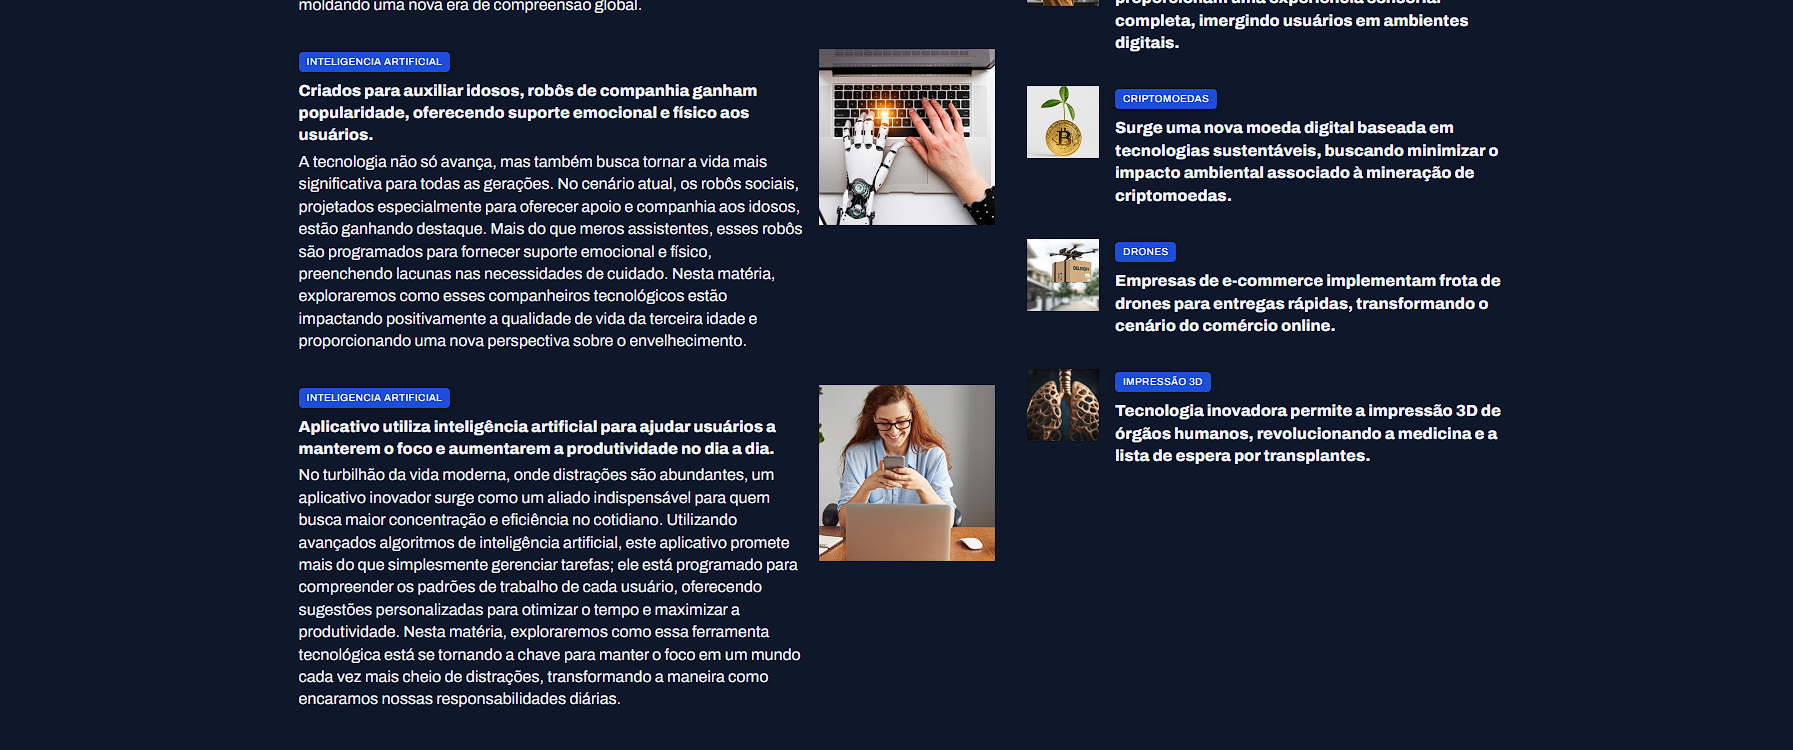 moldando uma nova era de compreensão global.
INTELIGENCIA ARTIFICIAL
Criados para auxiliar idosos, robôs de companhia ganham
popularidade, oferecendo suporte emocional e físico aos
usuários.
A tecnologia não só avança, mas também busca tornar a vida mais
significativa para todas as gerações. No cenário atual, os robôs sociais,
projetados especialmente para oferecer apoio e companhia aos idosos,
estão ganhando destaque. Mais do que meros assistentes, esses robôs
são programados para fornecer suporte emocional e físico,
preenchendo lacunas nas necessidades de cuidado. Nesta matéria,
exploraremos como esses companheiros tecnológicos estão
impactando positivamente a qualidade de vida da terceira idade e
proporcionando uma nova perspectiva sobre o envelhecimento.
INTELIGENCIA ARTIFICIAL
Aplicativo utiliza inteligência artificial para ajudar usuários a
manterem o foco e aumentarem a produtividade no dia a dia.
No turbilhão da vida moderna, onde distrações são abundantes, um
aplicativo inovador surge como um aliado indispensável para quem
busca maior concentração e eficiência no cotidiano. Utilizando
avançados algoritmos de inteligência artificial, este aplicativo promete
mais do que simplesmente gerenciar tarefas; ele está programado para
compreender os padrões de trabalho de cada usuário, oferecendo
sugestões personalizadas para otimizar o tempo e maximizar a
produtividade. Nesta matéria, exploraremos como essa ferramenta
tecnológica está se tornando a chave para manter o foco em um mundo
cada vez mais cheio de distrações, transformando a maneira como
encaramos nossas responsabilidades diárias.
proporcionam uma experiência sensorial
completa, imergindo usuários em ambientes
digitais.
CRIPTOMOEDAS
Surge uma nova moeda digital baseada em
tecnologias sustentáveis, buscando minimizar o
impacto ambiental associado à mineração de
criptomoedas.
DELIVERY
DRONES
Empresas de e-commerce implementam frota de
drones para entregas rápidas, transformando o
cenário do comércio online.
IMPRESSÃO 3D
Tecnologia inovadora permite a impressão 3D de
órgãos humanos, revolucionando a medicina e a
lista de espera por transplantes.